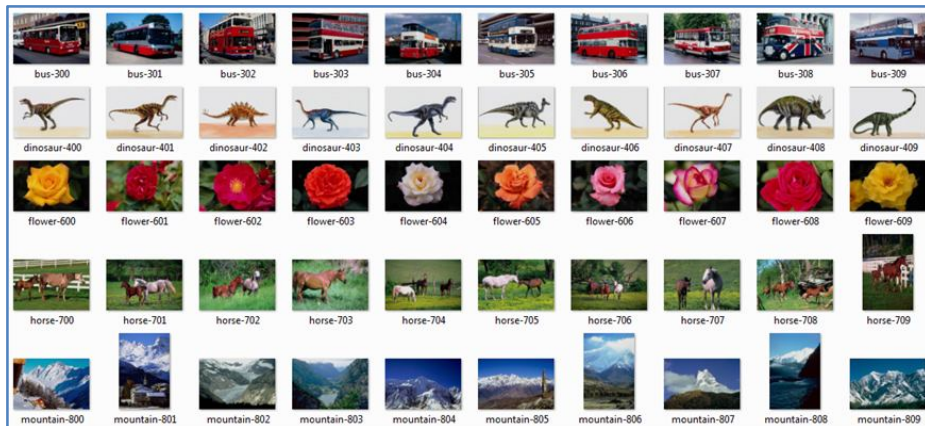 bus-300 bus-301 bus-302 bus-303 bus-304 bus-305 bus-306 bus-307 bus-308 bus-309
dinosaur-400 dinosaur-401 dinosaur-402 dinosaur-403 dinosaur-404 dinosaur-405 dinosaur-406 dinosaur-407 dinosaur-408 dinosaur-409
flower-600 flower-601 flower-602 flower-603 flower-604 flower-605 flower-606 flower-607 flower-608 flower-609
horse-700 horse-701 horse-702 horse-703 horse-704 horse-705 horse-706 horse-707 horse-708 horse-709
mountain-800 mountain-801 mountain-802 mountain-803 mountain-804 mountain-805 mountain-806 mountain-807 mountain-808 mountain-809